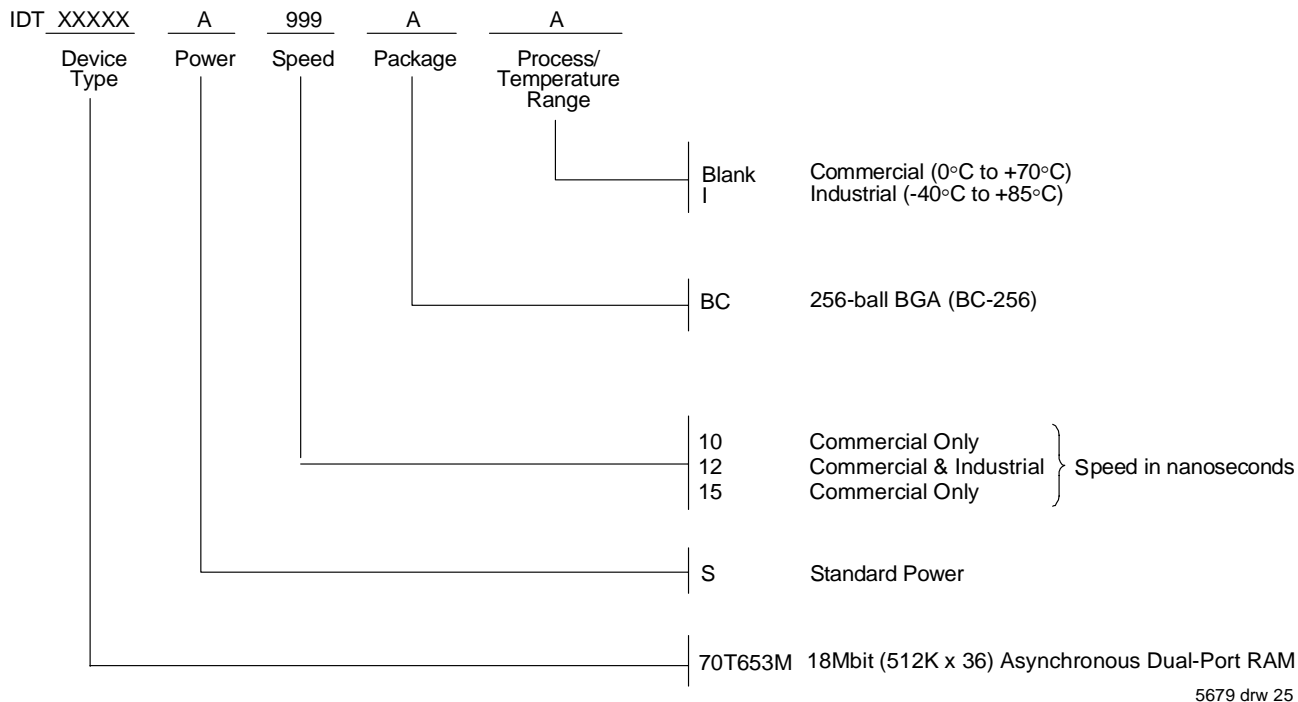 IDT XXXXX A 999 A A
Device Type Power Speed Package Process/ Temperature Range
Blank Commercial (0°C to +70°C)
I Industrial (-40°C to +85°C)
BC 256-ball BGA (BC-256)
10 Commercial Only
12 Commercial & Industrial Speed in nanoseconds
15 Commercial Only
S Standard Power
70T653M 18Mbit (512K x 36) Asynchronous Dual-Port RAM
5679 drw 25